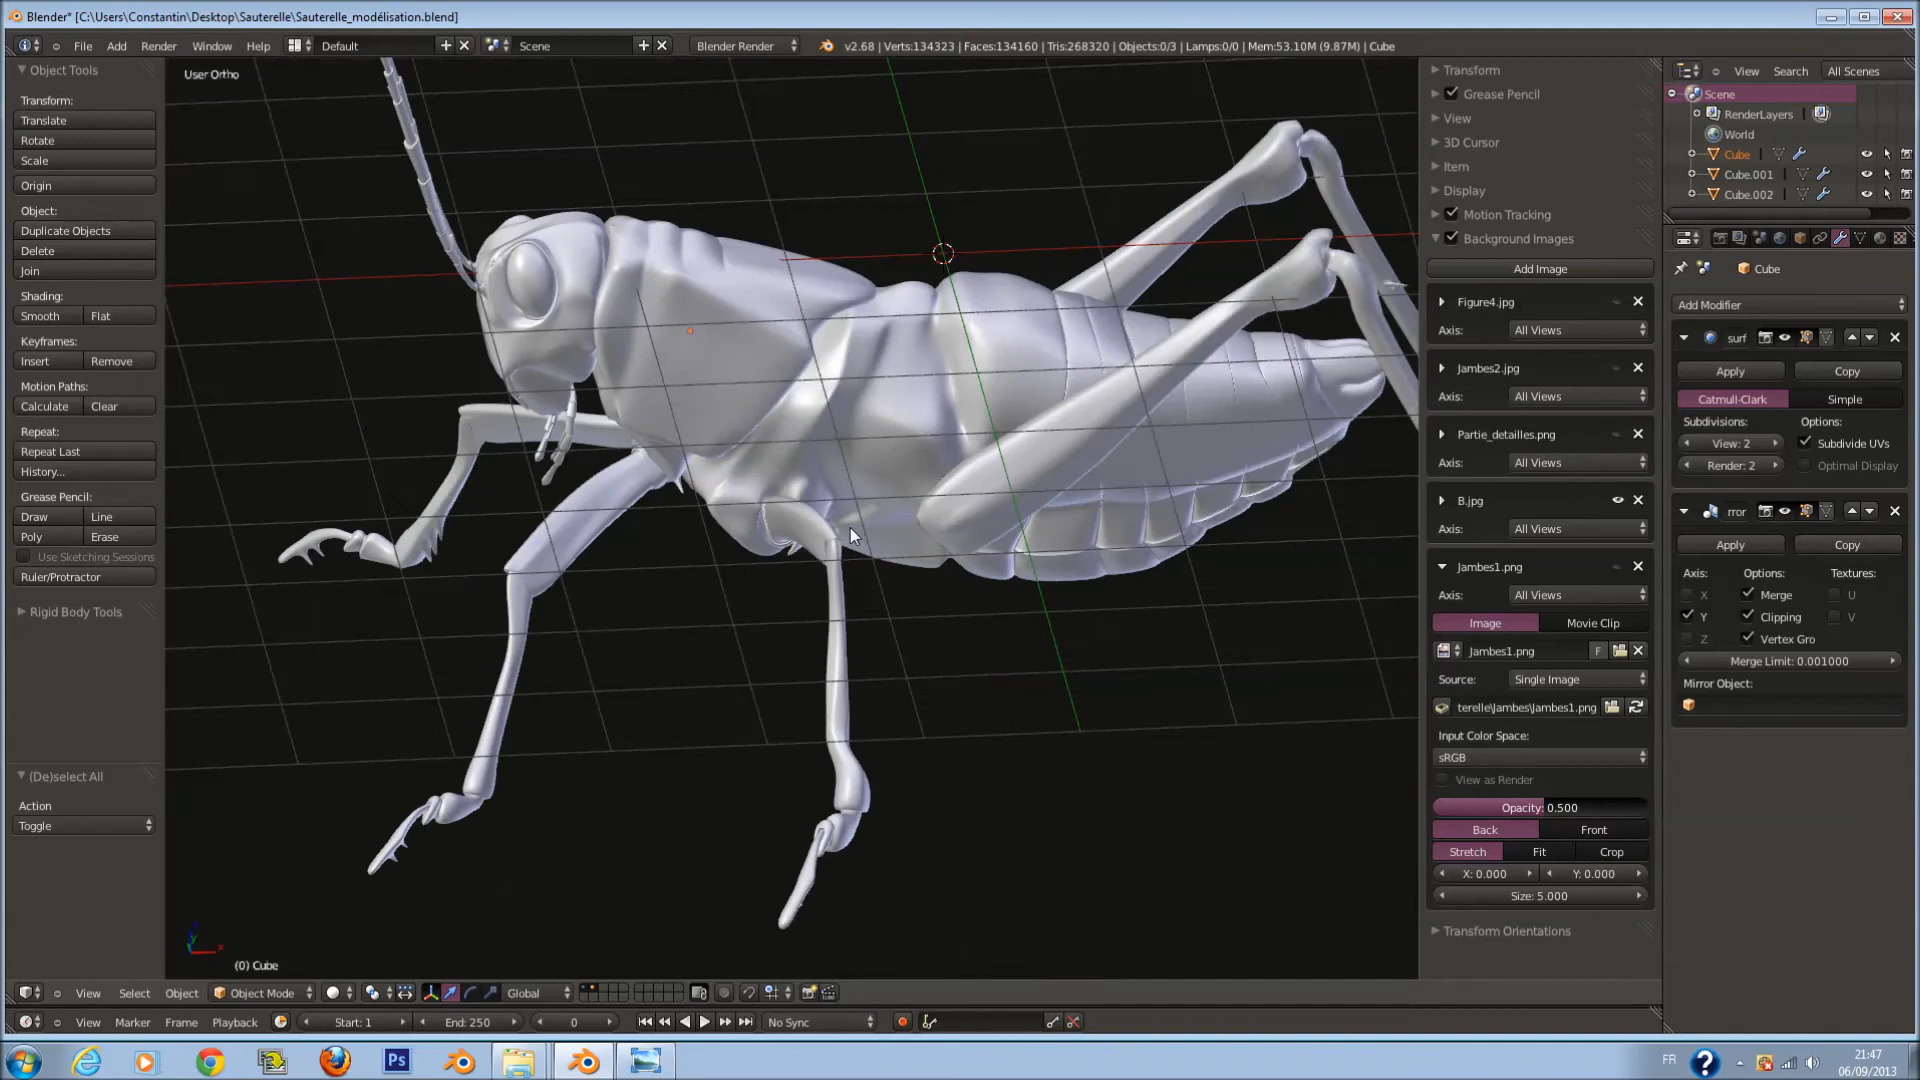 Blender* [C:\Users\Constantin\Desktop\Sauterelle\Sauterelle_modélisation.blend]
File Add Render Window Help Default Scene Blender Render v2.68 | Verts:134323 | Faces:134160 | Tris:268320 | Objects:0/3 | Lamps:0/0 | Mem:53.10M (9.87M) | Cube
Object Tools
Transform:
Translate
Rotate
Scale
Origin
Object:
Duplicate Objects
Delete
Join
Shading:
Smooth Flat
Keyframes:
Insert Remove
Motion Paths:
Calculate Clear
Repeat:
Repeat Last
History...
Grease Pencil:
Draw Line
Poly Erase
Use Sketching Sessions
Ruler/Protractor
Rigid Body Tools
(De)select All
Action
Toggle
User Ortho
(0) Cube
Transform
Grease Pencil
View
3D Cursor
Item
Display
Motion Tracking
Background Images
Add Image
Figure4.jpg
Axis: All Views
Jambes2.jpg
Axis: All Views
Partie_detailles.png
Axis: All Views
B.jpg
Axis: All Views
Jambes1.png
Axis: All Views
Image Movie Clip
Jambes1.png F
Source: Single Image
terelle\Jambes\Jambes1.png
Input Color Space:
sRGB
View as Render
Opacity: 0.500
Back Front
Stretch Fit Crop
X: 0.000 Y: 0.000
Size: 5.000
Transform Orientations
View Search All Scenes
Scene
RenderLayers
World
Cube
Cube.001
Cube.002
Cube
Add Modifier
surf
Apply Copy
Catmull-Clark Simple
Subdivisions: Options:
View: 2 Subdivide UVs
Render: 2 Optimal Display
rror
Apply Copy
Axis: Options: Textures:
X Merge U
Y Clipping V
Z Vertex Gro
Merge Limit: 0.001000
Mirror Object:
View Select Object Object Mode Global
View Marker Frame Playback Start: 1 End: 250 0 No Sync
Ps
FR
21:47
06/09/2013